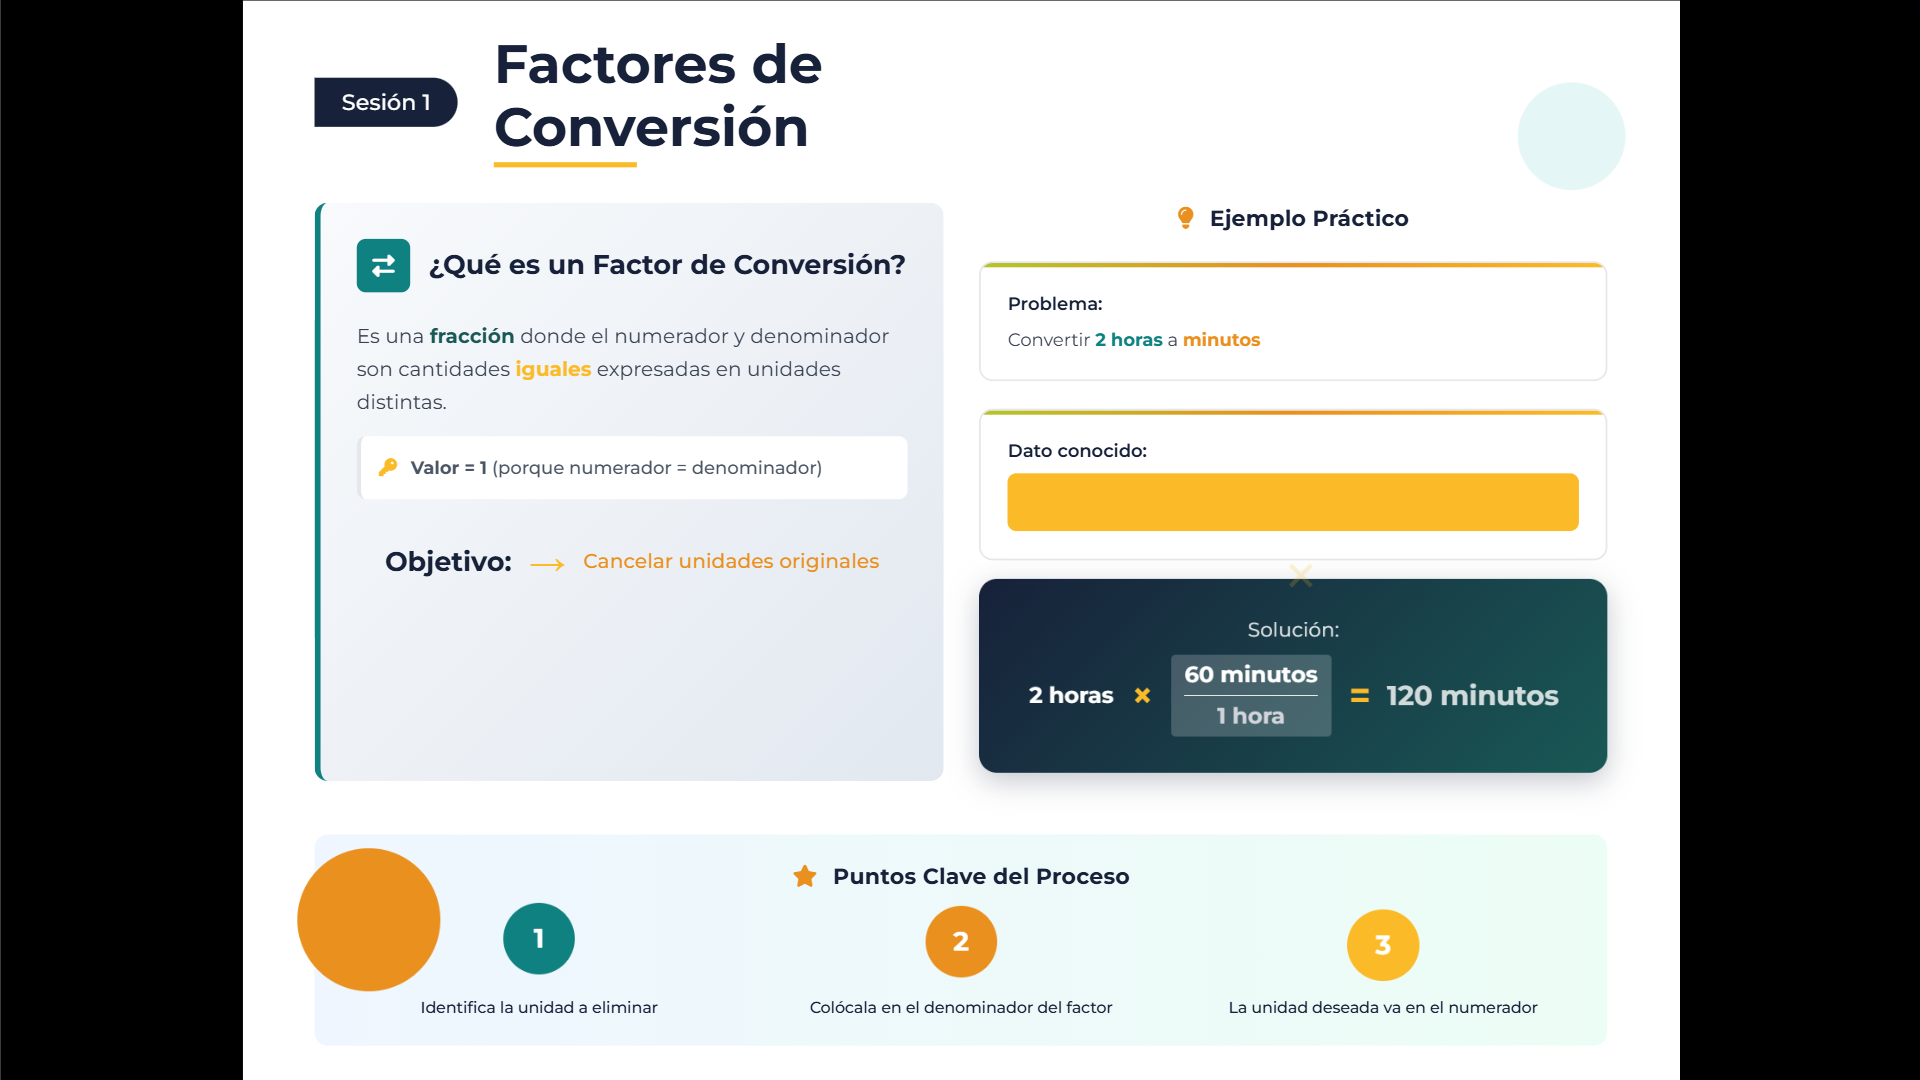 Sesión 1
Factores de
Conversión
¿Qué es un Factor de Conversión?
Es una fracción donde el numerador y denominador
son cantidades iguales expresadas en unidades
distintas.
Valor = 1 (porque numerador = denominador)
Objetivo: → Cancelar unidades originales
Ejemplo Práctico
Problema:
Convertir 2 horas a minutos
Dato conocido:
×
Solución:
2 horas × 60 minutos / 1 hora = 120 minutos
Puntos Clave del Proceso
1
Identifica la unidad a eliminar
2
Colócala en el denominador del factor
3
La unidad deseada va en el numerador